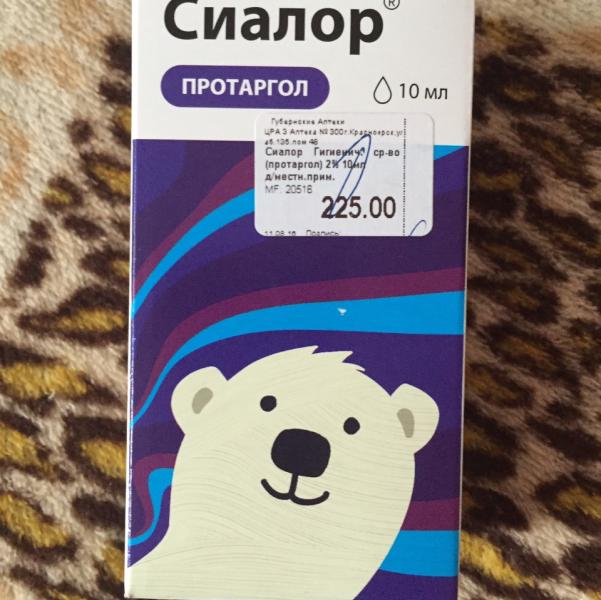 Сиалор®
ПРОТАРГОЛ
10 мл
Губернские Аптеки
ЦРА 3 Аптека № 300 г.Красноярск,ул
д/местн.прим.
Сиалор Гигиенич. ср-во
(протаргол) 2% 10мл
MF: 20516
225.00
11.08.16 Подпись: